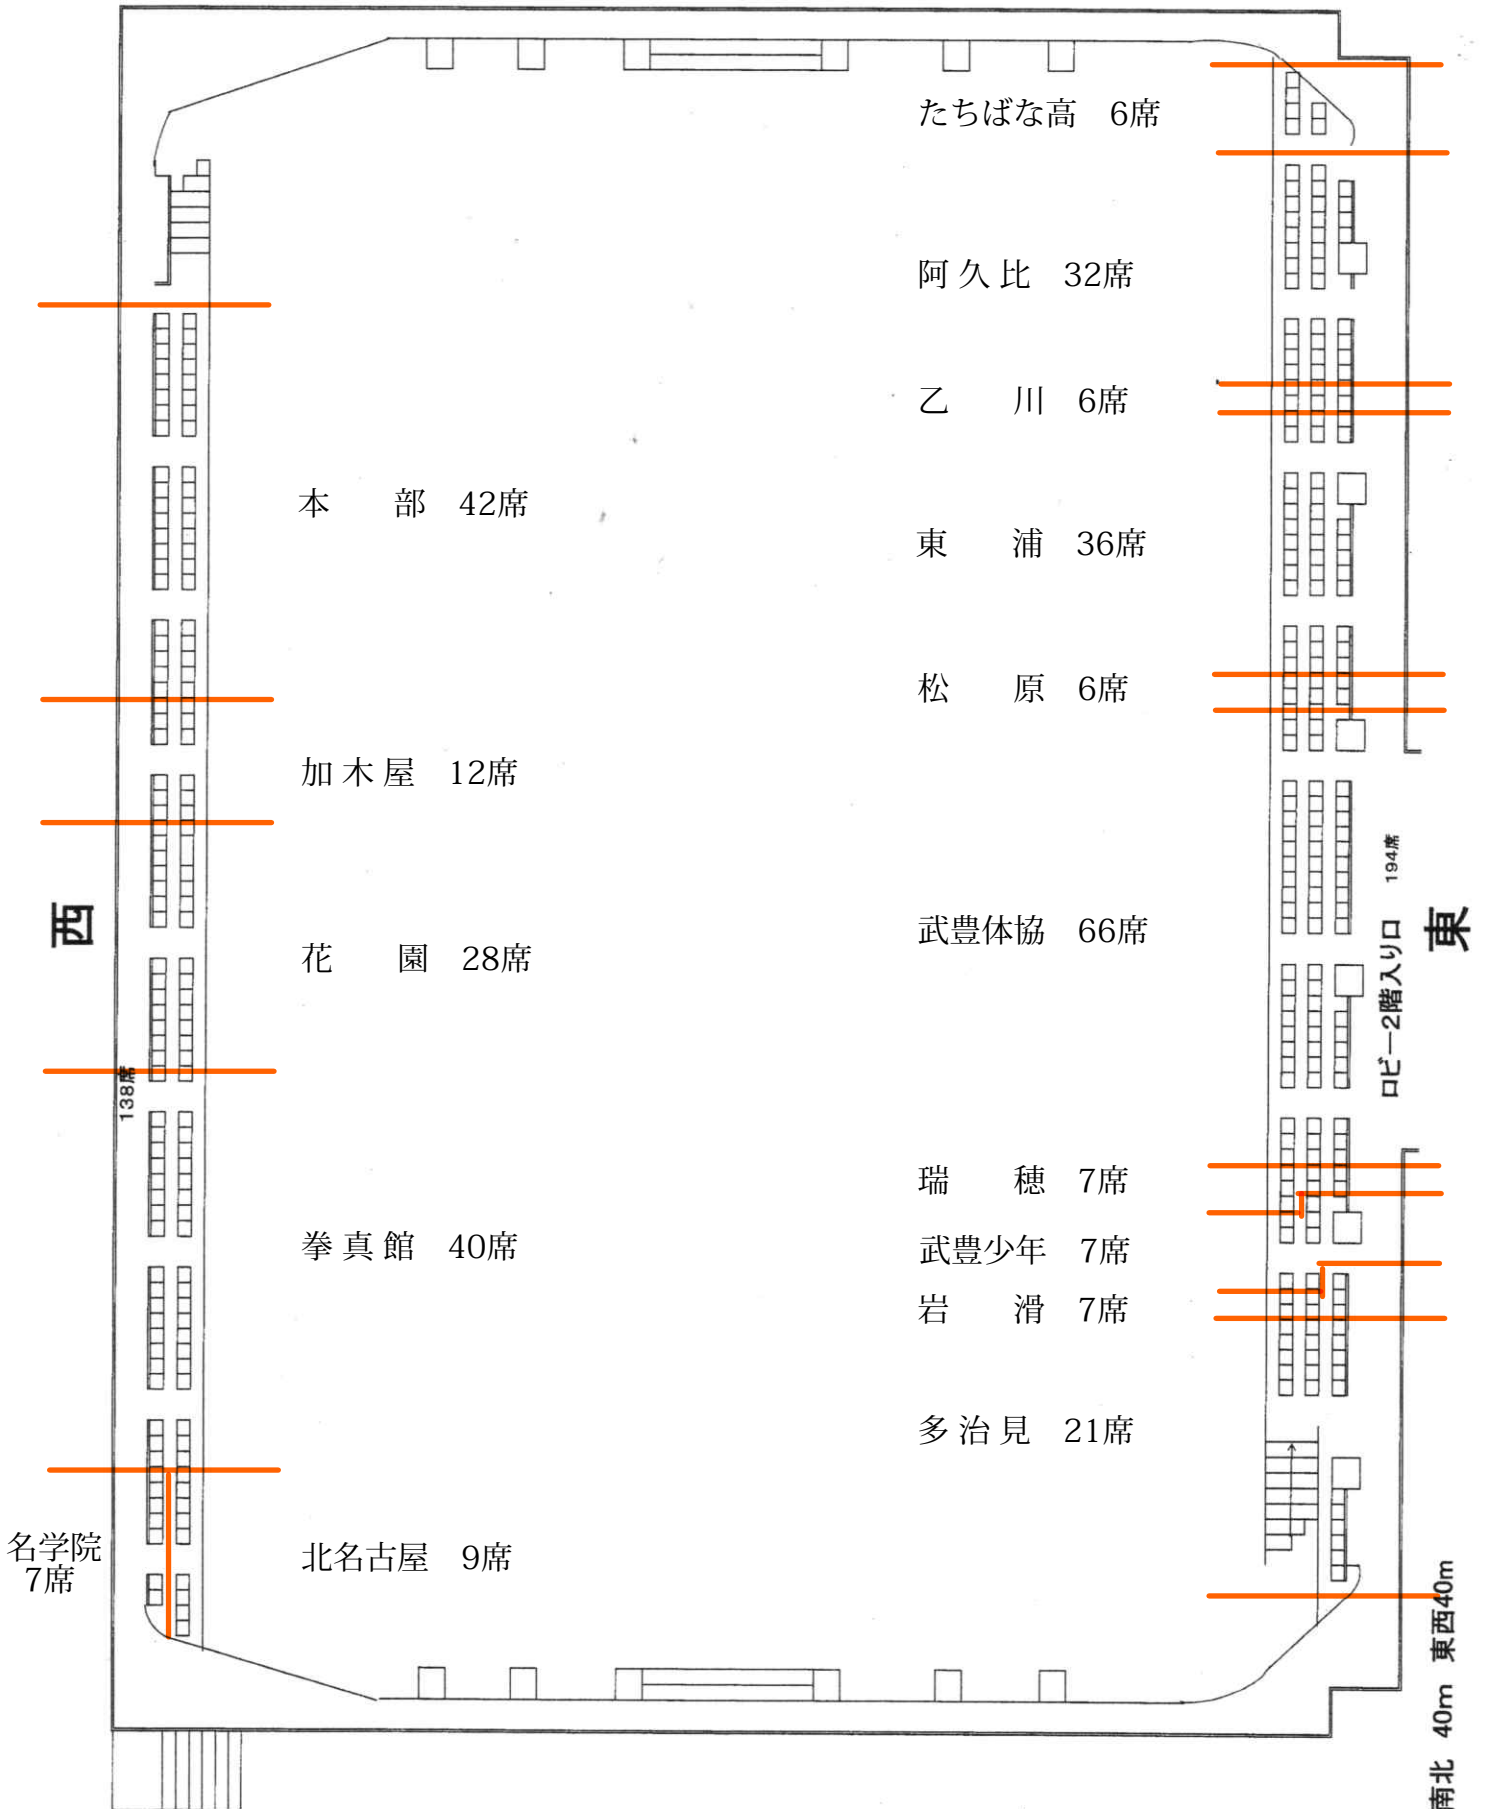 たちばな高　6席
阿久比　32席
乙　川　6席
東　浦　36席
松　原　6席
武豊体協　66席
瑞　穂　7席
武豊少年　7席
岩　滑　7席
多治見　21席
本　部　42席
加木屋　12席
花　園　28席
拳真館　40席
北名古屋　9席
名学院
7席
西
138席
東
ロビー2階入り口　194席
南北　40m　東西40m